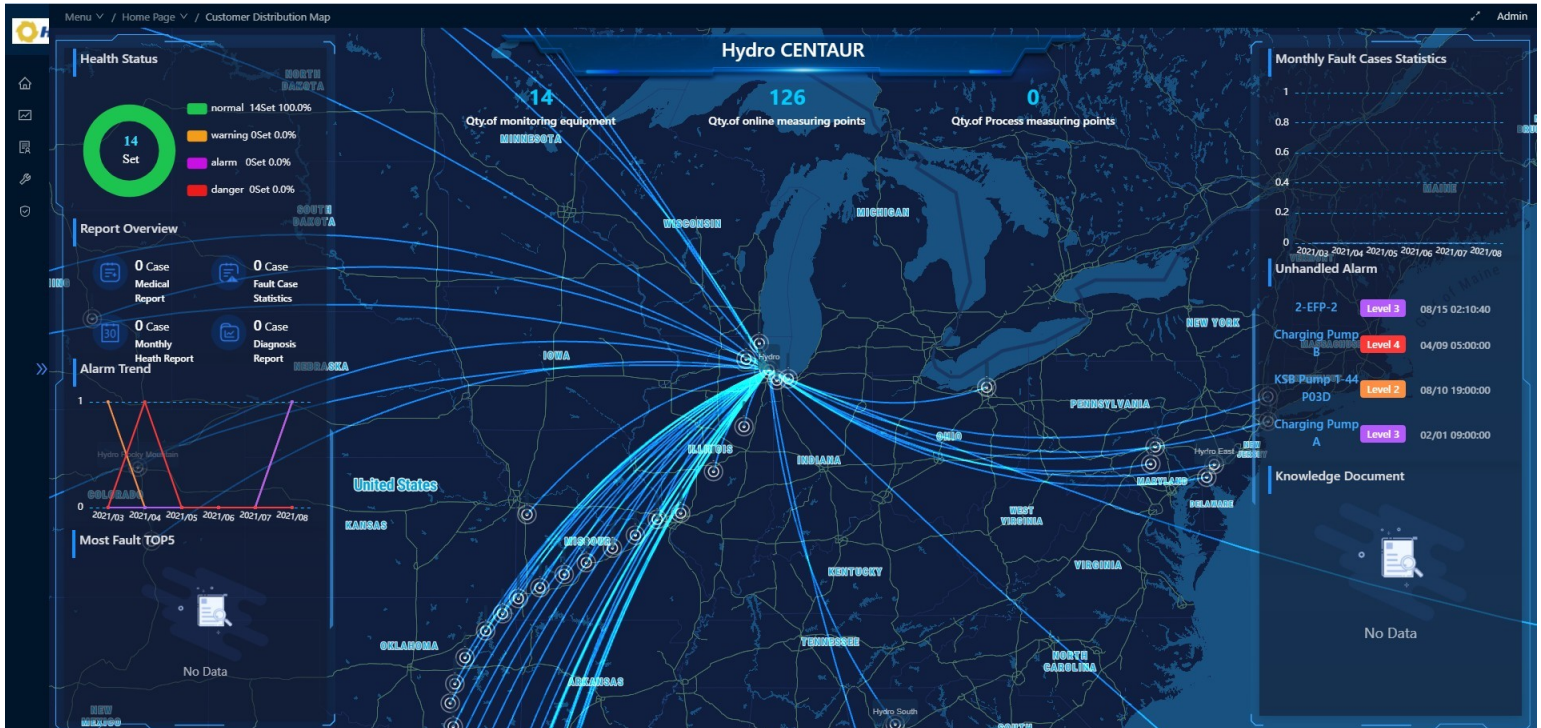 Menu / Home Page / Customer Distribution Map
Admin
H
Hydro CENTAUR
14
Qty.of monitoring equipment
126
Qty.of online measuring points
0
Qty.of Process measuring points
Health Status
14
Set
normal 14Set 100.0%
warning 0Set 0.0%
alarm 0Set 0.0%
danger 0Set 0.0%
Report Overview
0 Case
Medical
Report
0 Case
Fault Case
Statistics
30
0 Case
Monthly
Heath Report
0 Case
Diagnosis
Report
Alarm Trend
1
0
2021/03 2021/04 2021/05 2021/06 2021/07 2021/08
Most Fault TOP5
No Data
Monthly Fault Cases Statistics
1
0.8
0.6
0.4
0.2
0
2021/03 2021/04 2021/05 2021/06 2021/07 2021/08
Unhandled Alarm
2-EFP-2 Level 3 08/15 02:10:40
Charging Pump
B Level 4 04/09 05:00:00
KSB Pump T-44
P03D Level 2 08/10 19:00:00
Charging Pump
A Level 3 02/01 09:00:00
Knowledge Document
No Data
NORTH
DAKOTA
MINNESOTA
SOUTH
DAKOTA
WISCONSIN
MICHIGAN
MAINE
NEW YORK
IOWA
NEBRASKA
Hydro
PENNSYLVANIA
OHIO
ILLINOIS
INDIANA
Hydro East
NEW
JERSEY
MARYLAND
DELAWARE
Hydro Rocky Mountain
COLORADO
United States
KANSAS
MISSOURI
WEST
VIRGINIA
KENTUCKY
VIRGINIA
OKLAHOMA
TENNESSEE
NORTH
CAROLINA
ARKANSAS
NEW
MEXICO
Hydro South
SOUTH